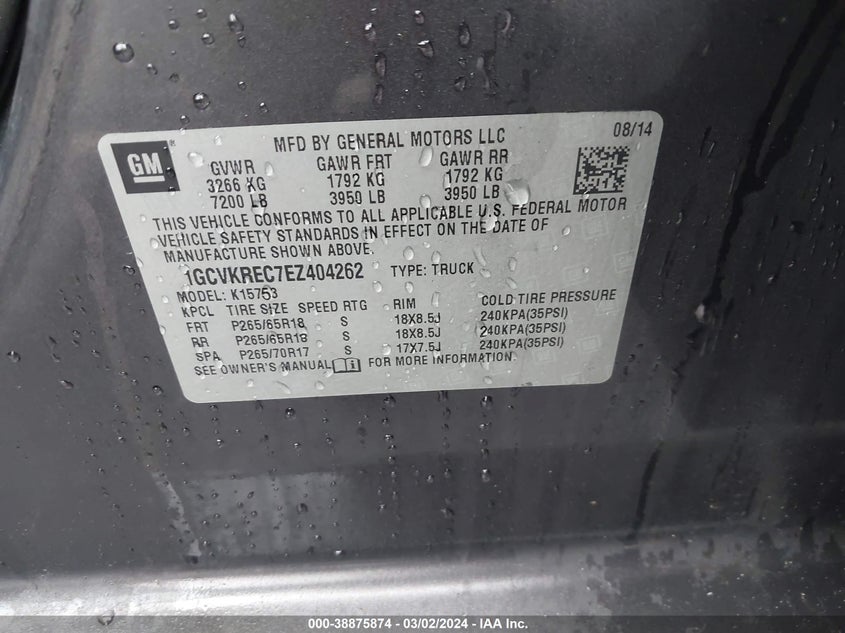 GM
MFD BY GENERAL MOTORS LLC 08/14
GVWR GAWR FRT GAWR RR
3266 KG 1792 KG 1792 KG
7200 LB 3950 LB 3950 LB
THIS VEHICLE CONFORMS TO ALL APPLICABLE U.S. FEDERAL MOTOR
VEHICLE SAFETY STANDARDS IN EFFECT ON THE DATE OF
MANUFACTURE SHOWN ABOVE.
1GCVKREC7EZ404262 TYPE: TRUCK
MODEL: K15753
KPCL TIRE SIZE SPEED RTG RIM COLD TIRE PRESSURE
FRT P265/65R18 S 18X8.5J 240KPA(35PSI)
RR P265/65R18 S 18X8.5J 240KPA(35PSI)
SPA P265/70R17 S 17X7.5J 240KPA(35PSI)
SEE OWNER'S MANUAL FOR MORE INFORMATION.
000-38875874 - 03/02/2024 - IAA Inc.